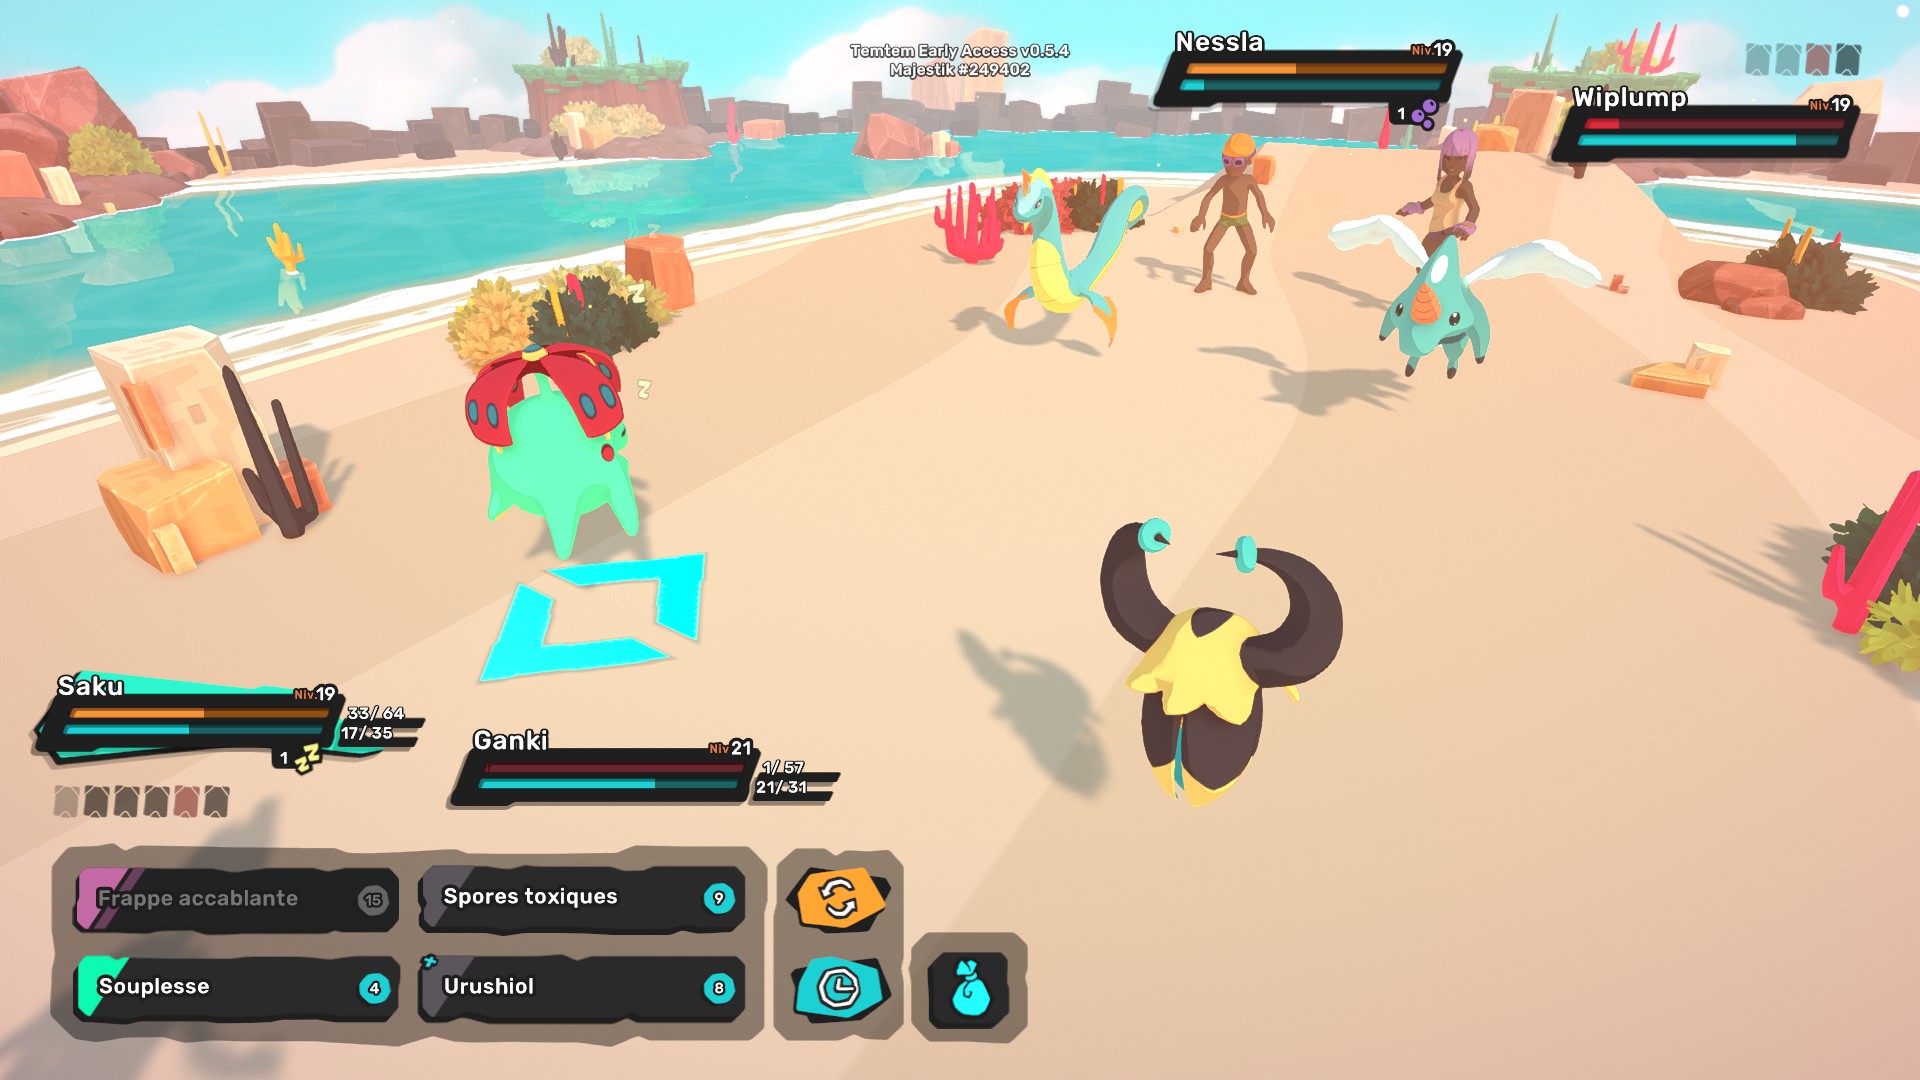 Temtem Early Access v0.5.4
Majestik #249402
Nessla
Niv.19
1
Wiplump
Niv.19
z
z
z
Saku
Niv.19
33/ 64
17/ 35
1 zz
Ganki
Niv 21
1/ 57
21/ 31
Frappe accablante 15
Spores toxiques 9
Souplesse 4
Urushiol 8